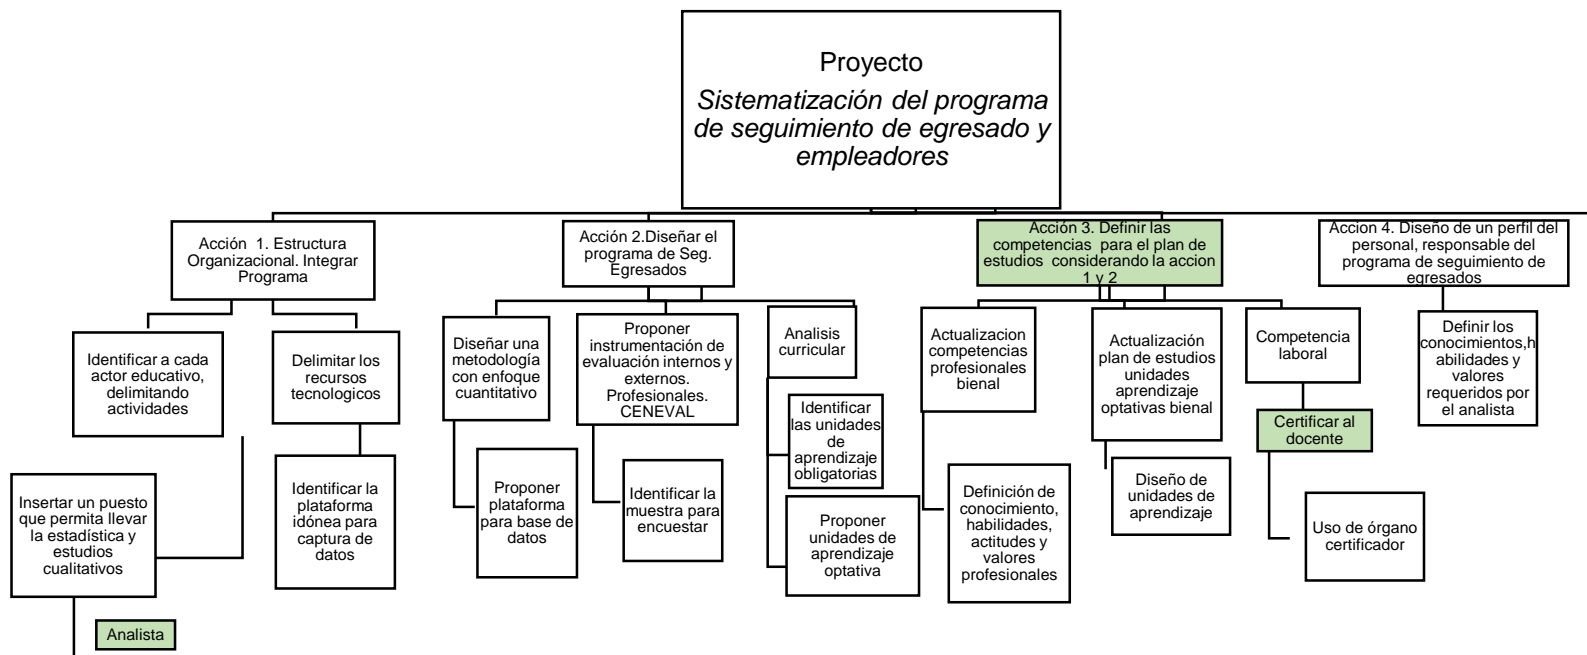 Proyecto
Sistematización del programa
de seguimiento de egresado y
empleadores
Acción 1. Estructura
Organizacional. Integrar
Programa
Acción 2.Diseñar el
programa de Seg.
Egresados
Acción 3. Definir las
competencias para el plan de
estudios considerando la accion
1 y 2
Accion 4. Diseño de un perfil del
personal, responsable del
programa de seguimiento de
egresados
Identificar a cada
actor educativo,
delimitando
actividades
Delimitar los
recursos
tecnologicos
Diseñar una
metodología
con enfoque
cuantitativo
Proponer
instrumentación de
evaluación internos y
externos.
Profesionales.
CENEVAL
Analisis
curricular
Actualizacion
competencias
profesionales
bienal
Actualización
plan de estudios
unidades
aprendizaje
optativas bienal
Competencia
laboral
Definir los
conocimientos,h
abilidades y
valores
requeridos por
el analista
Identificar
las unidades
de
aprendizaje
obligatorias
Certificar al
docente
Insertar un puesto
que permita llevar
la estadística y
estudios
cualitativos
Identificar la
plataforma
idónea para
captura de
datos
Proponer
plataforma
para base de
datos
Identificar la
muestra para
encuestar
Proponer
unidades de
aprendizaje
optativa
Definición de
conocimiento,
habilidades,
actitudes y
valores
profesionales
Diseño de
unidades de
aprendizaje
Uso de órgano
certificador
Analista